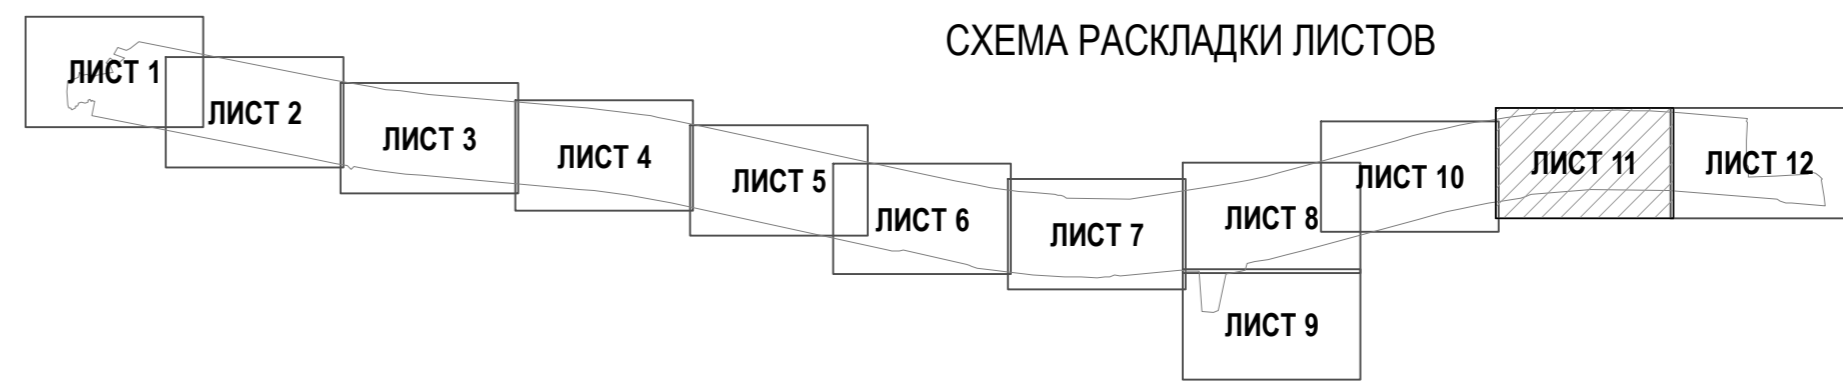 СХЕМА РАСКЛАДКИ ЛИСТОВ
ЛИСТ 1
ЛИСТ 2
ЛИСТ 3
ЛИСТ 4
ЛИСТ 5
ЛИСТ 6
ЛИСТ 7
ЛИСТ 8
ЛИСТ 9
ЛИСТ 10
ЛИСТ 11
ЛИСТ 12